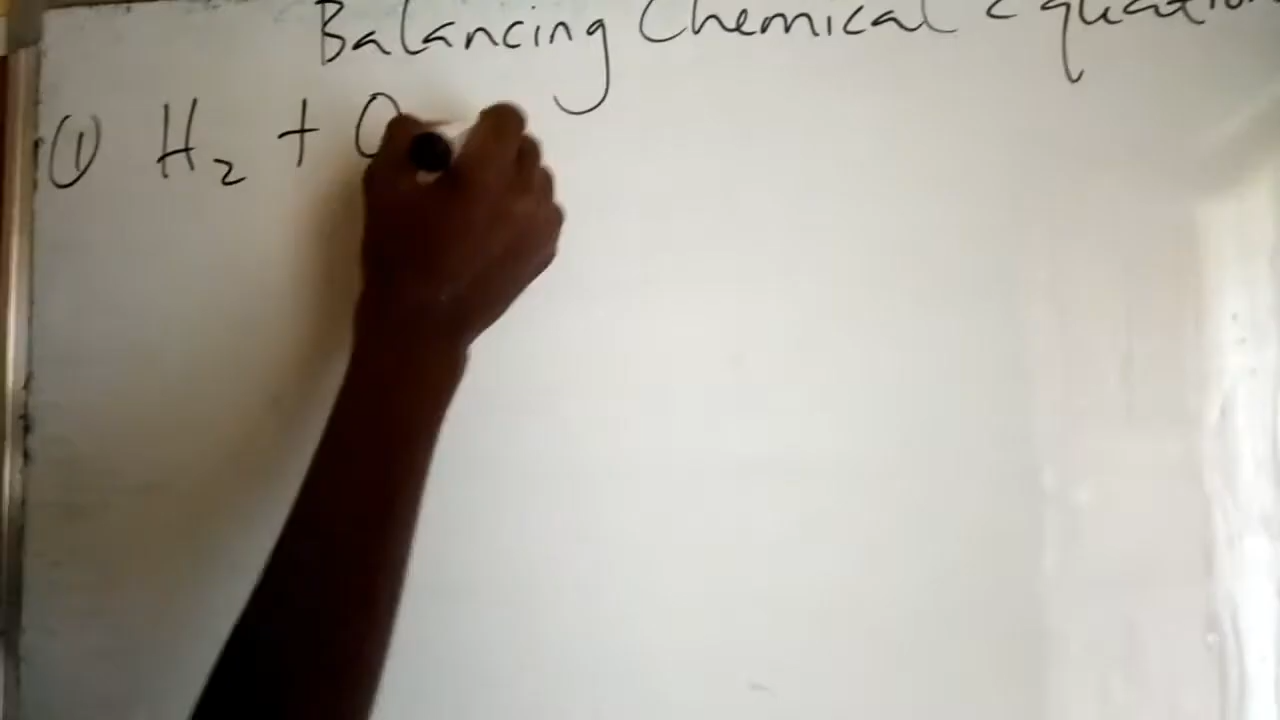 Balancing Chemical Equation
① H₂ + O